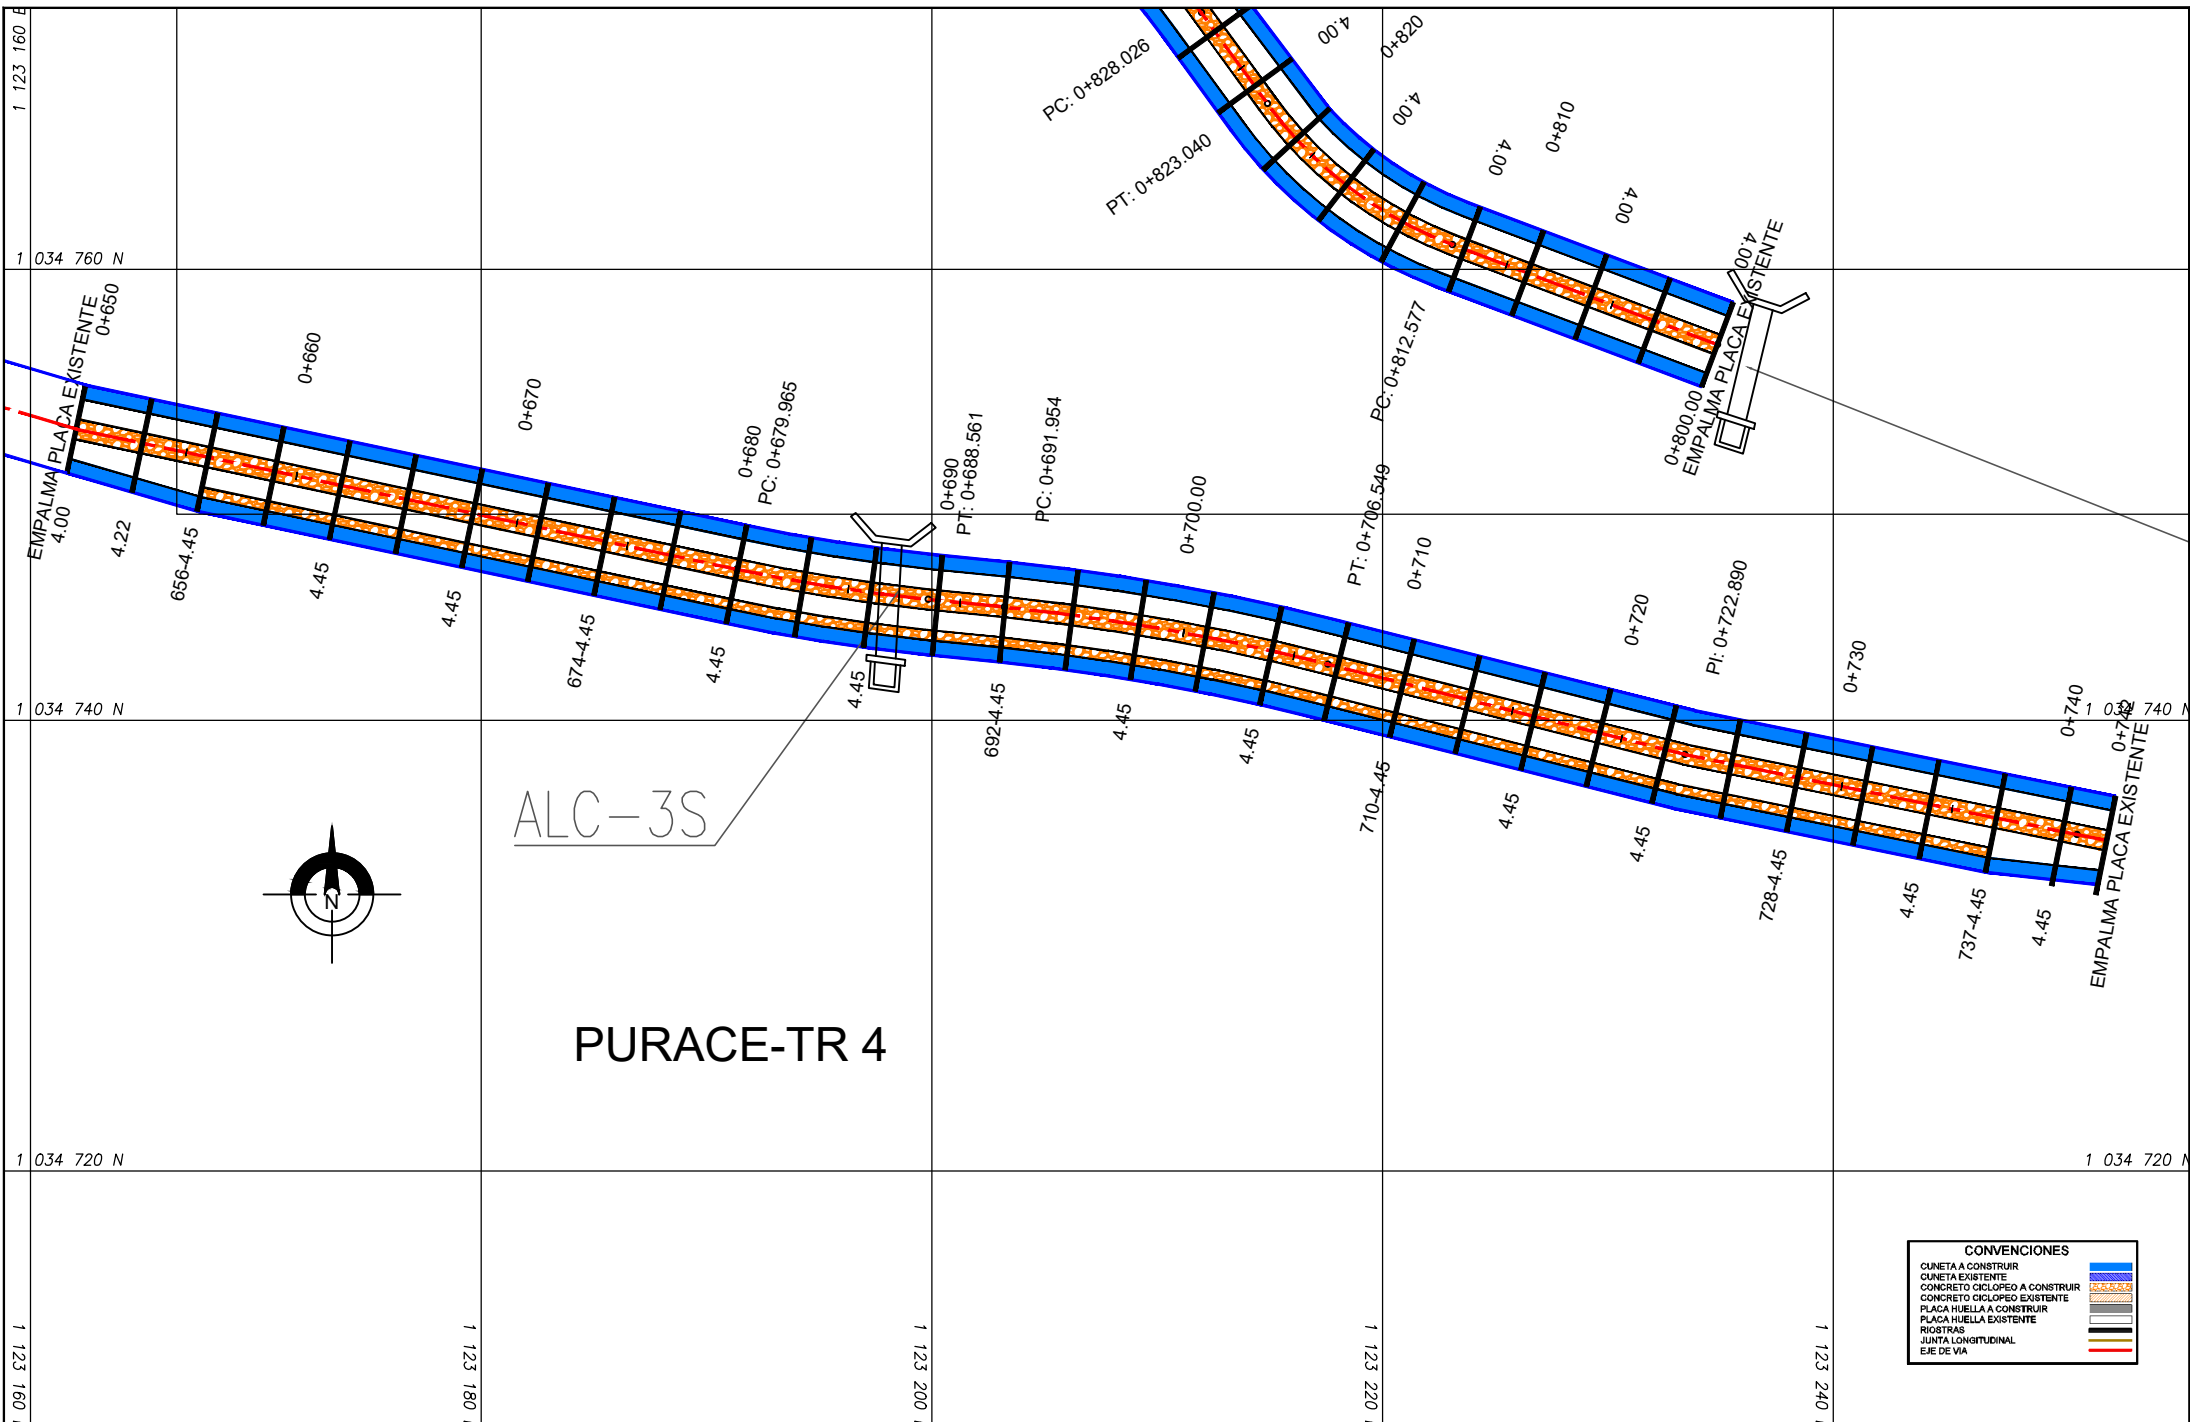 1 123 160 E
PC: 0+828.026
4.00
0+820
PT: 0+823.040
4.00
4.00
0+810
4.00
4.00
EMPALMA PLACA EXISTENTE
0+800.00
PC: 0+812.577
1 034 760 N
EMPALMA PLACA EXISTENTE
0+650
0+660
0+670
0+680
PC: 0+679.965
0+690
PT: 0+688.561
PC: 0+691.954
0+700.00
PT: 0+706.549
0+710
0+720
PI: 0+722.890
0+730
0+740
EMPALMA PLACA EXISTENTE
4.00
4.22
656-4.45
4.45
4.45
674-4.45
4.45
4.45
692-4.45
4.45
4.45
710-4.45
4.45
4.45
728-4.45
4.45
737-4.45
4.45
1 034 740 N
1 034 740 N
ALC-3S
N
PURACE-TR 4
1 034 720 N
1 034 720 N
CONVENCIONES
CUNETA A CONSTRUIR
CUNETA EXISTENTE
CONCRETO CICLOPEO A CONSTRUIR
CONCRETO CICLOPEO EXISTENTE
PLACA HUELLA A CONSTRUIR
PLACA HUELLA EXISTENTE
RIOSTRAS
JUNTA LONGITUDINAL
EJE DE VIA
1 123 160
1 123 180
1 123 200
1 123 220
1 123 240